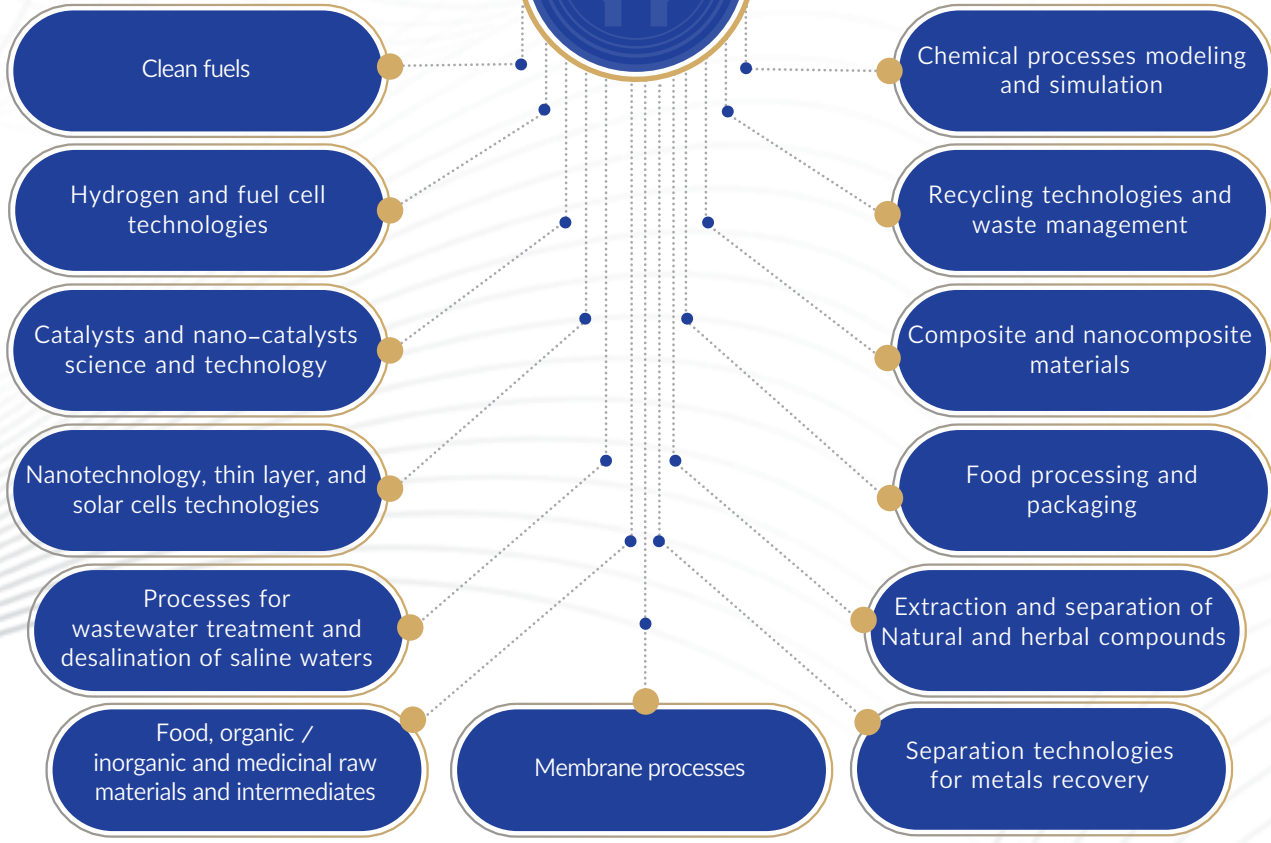 Clean fuels
Hydrogen and fuel cell
technologies
Catalysts and nano-catalysts
science and technology
Nanotechnology, thin layer, and
solar cells technologies
Processes for
wastewater treatment and
desalination of saline waters
Food, organic /
inorganic and medicinal raw
materials and intermediates
Membrane processes
Chemical processes modeling
and simulation
Recycling technologies and
waste management
Composite and nanocomposite
materials
Food processing and
packaging
Extraction and separation of
Natural and herbal compounds
Separation technologies
for metals recovery